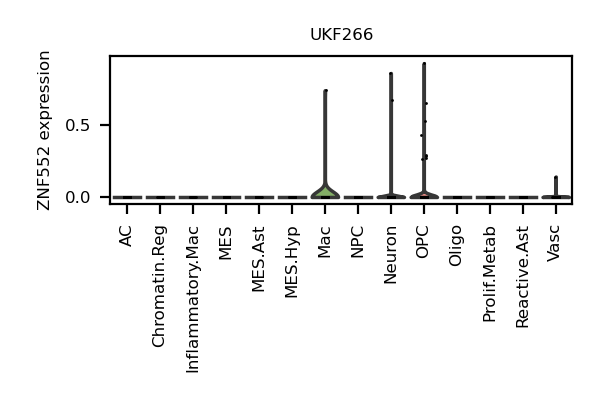 UKF266
ZNF552 expression
0.5
0.0
AC
Chromatin.Reg
Inflammatory.Mac
MES
MES.Ast
MES.Hyp
Mac
NPC
Neuron
OPC
Oligo
Prolif.Metab
Reactive.Ast
Vasc